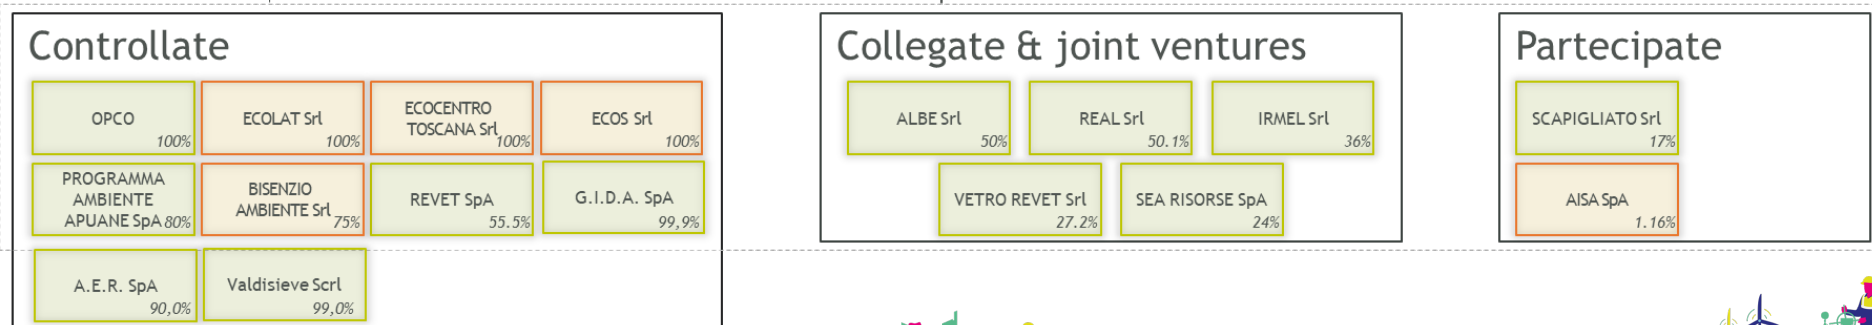 Controllate
OPCO
100%
ECOLAT Srl
100%
ECOCENTRO
TOSCANA Srl
100%
ECOS Srl
100%
PROGRAMMA
AMBIENTE
APUANE SpA 80%
BISENZIO
AMBIENTE Srl
75%
REVET SpA
55.5%
G.I.D.A. SpA
99,9%
A.E.R. SpA
90,0%
Valdisieve Scrl
99,0%
Collegate & joint ventures
ALBE Srl
50%
REAL Srl
50.1%
IRMEL Srl
36%
VETRO REVET Srl
27.2%
SEA RISORSE SpA
24%
Partecipate
SCAPIGLIATO Srl
17%
AISA SpA
1.16%